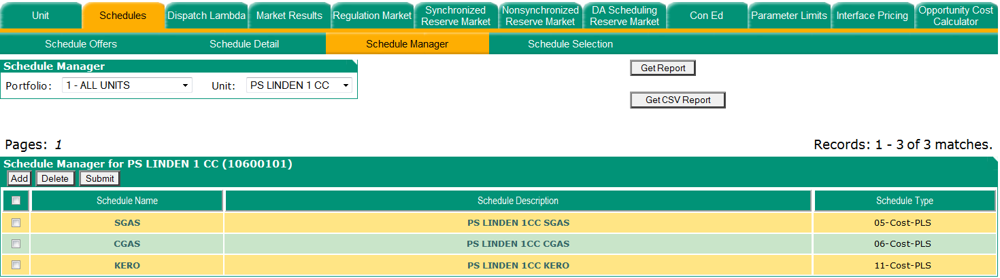 Unit Schedules Dispatch Lambda Market Results Regulation Market Synchronized Reserve Market Nonsynchronized Reserve Market DA Scheduling Reserve Market Con Ed Parameter Limits Interface Pricing Opportunity Cost Calculator
Schedule Offers Schedule Detail Schedule Manager Schedule Selection
Schedule Manager
Get Report
Portfolio: 1 - ALL UNITS Unit: PS LINDEN 1 CC
Get CSV Report
Pages: 1 Records: 1 - 3 of 3 matches.
Schedule Manager for PS LINDEN 1 CC (10600101)
Add Delete Submit
Schedule Name Schedule Description Schedule Type
SGAS PS LINDEN 1CC SGAS 05-Cost-PLS
CGAS PS LINDEN 1CC CGAS 06-Cost-PLS
KERO PS LINDEN 1CC KERO 11-Cost-PLS